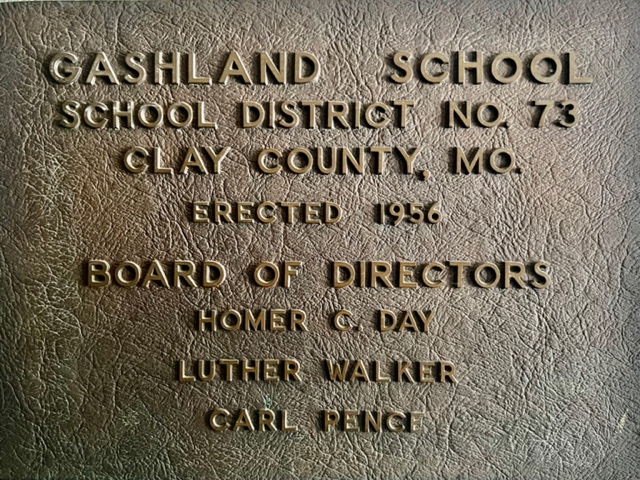 GASHLAND SCHOOL
SCHOOL DISTRICT NO. 73
CLAY COUNTY, MO.
ERECTED 1956
BOARD OF DIRECTORS
HOMER C. DAY
LUTHER WALKER
CARL PENCE